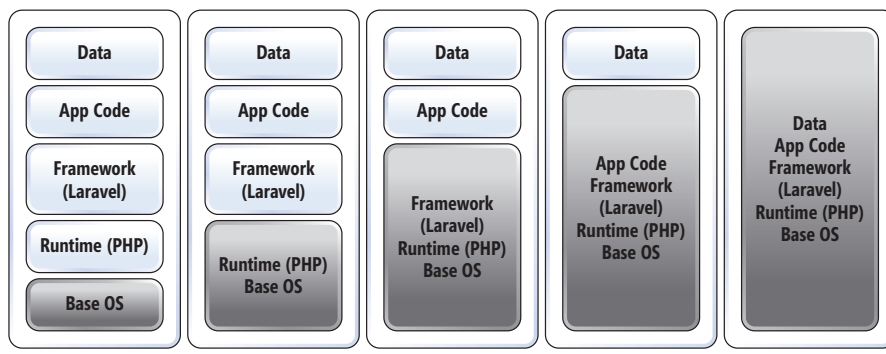 Data
App Code
Framework
(Laravel)
Runtime (PHP)
Base OS
Data
App Code
Framework
(Laravel)
Runtime (PHP)
Base OS
Data
App Code
Framework
(Laravel)
Runtime (PHP)
Base OS
Data
App Code
Framework
(Laravel)
Runtime (PHP)
Base OS
Data
App Code
Framework
(Laravel)
Runtime (PHP)
Base OS